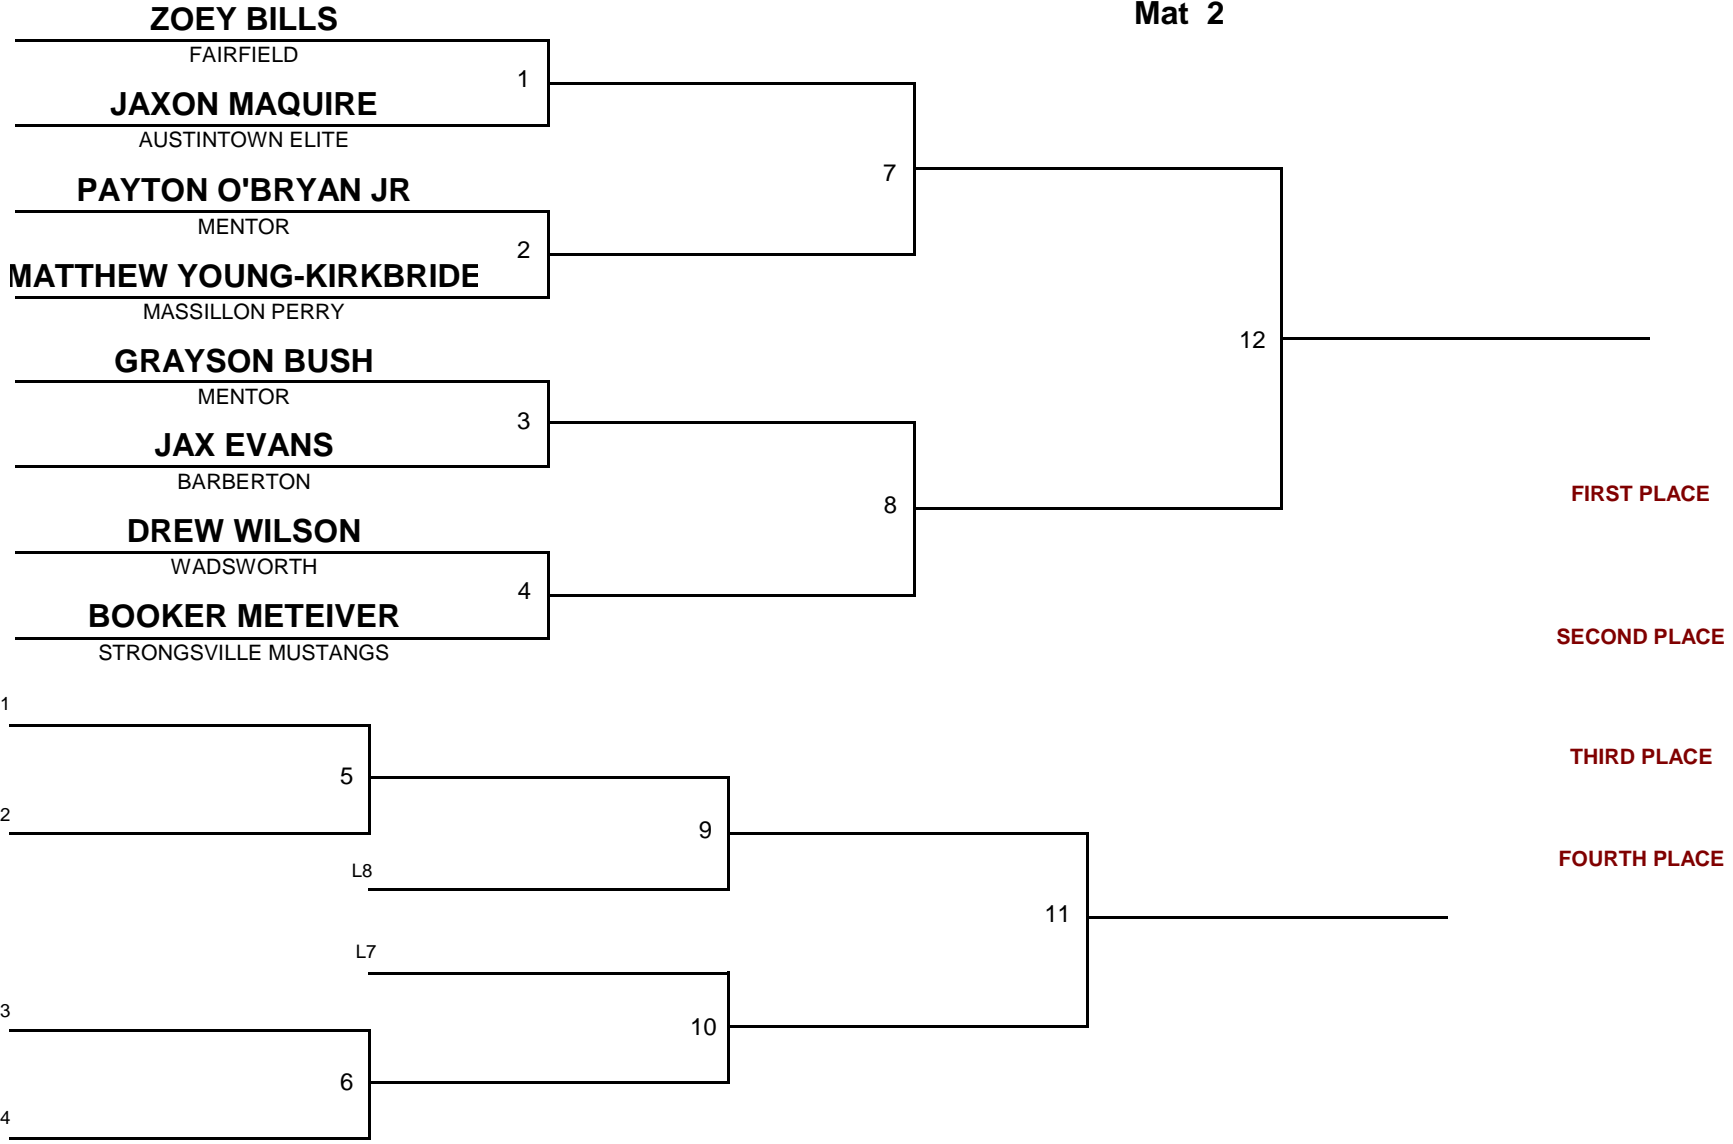 ZOEY BILLS
Mat 2
FAIRFIELD
1
JAXON MAQUIRE
AUSTINTOWN ELITE
7
PAYTON O'BRYAN JR
MENTOR
2
MATTHEW YOUNG-KIRKBRIDE
MASSILLON PERRY
12
GRAYSON BUSH
MENTOR
3
JAX EVANS
BARBERTON
FIRST PLACE
8
DREW WILSON
WADSWORTH
4
BOOKER METEIVER
STRONGSVILLE MUSTANGS
SECOND PLACE
1
5
THIRD PLACE
2
9
L8
FOURTH PLACE
11
L7
3
10
6
4